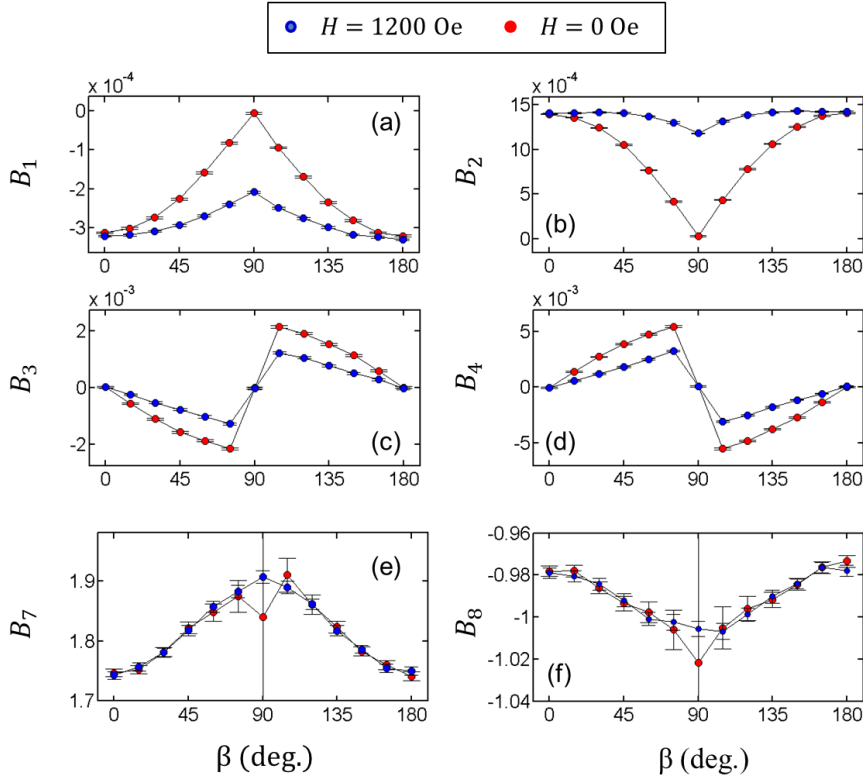 H = 1200 Oe H = 0 Oe
x 10⁻⁴ x 10⁻⁴
0 -1 -2 -3
B₁
(a)
0 45 90 135 180
15 10 5 0
B₂
(b)
0 45 90 135 180
x 10⁻³ x 10⁻³
2 0 -2
B₃
(c)
0 45 90 135 180
5 0 -5
B₄
(d)
0 45 90 135 180
1.9 1.8 1.7
B₇
(e)
0 45 90 135 180
β (deg.)
-0.96 -0.98 -1 -1.02 -1.04
B₈
(f)
0 45 90 135 180
β (deg.)